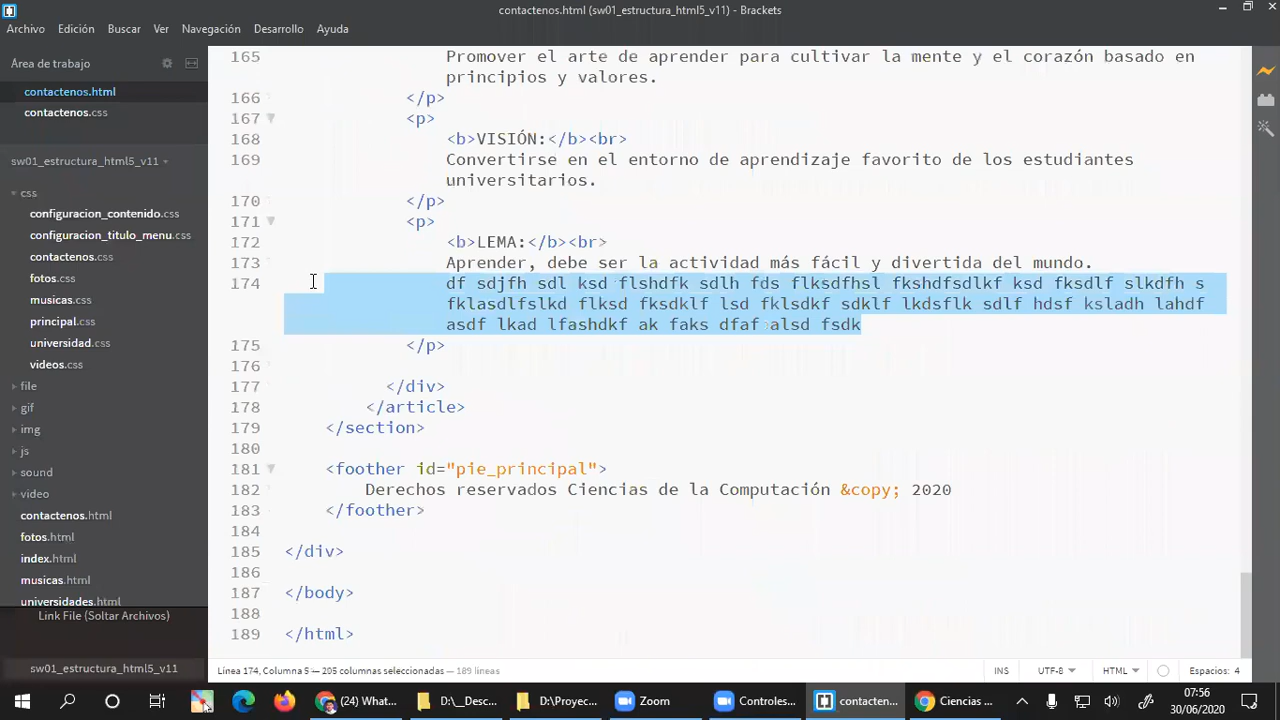 contactenos.html (sw01_estructura_html5_v11) - Brackets
Archivo Edición Buscar Ver Navegación Desarrollo Ayuda
Área de trabajo
contactenos.html
contactenos.css
sw01_estructura_html5_v11
css
configuracion_contenido.css
configuracion_titulo_menu.css
contactenos.css
fotos.css
musicas.css
principal.css
universidad.css
videos.css
file
gif
img
js
sound
video
contactenos.html
fotos.html
index.html
musicas.html
universidades.html
Link File (Soltar Archivos)
sw01_estructura_html5_v11
165 Promover el arte de aprender para cultivar la mente y el corazón basado en
principios y valores.
166 </p>
167 <p>
168 <b>VISIÓN:</b><br>
169 Convertirse en el entorno de aprendizaje favorito de los estudiantes
universitarios.
170 </p>
171 <p>
172 <b>LEMA:</b><br>
173 Aprender, debe ser la actividad más fácil y divertida del mundo.
174 df sdjfh sdl ksd flshdfk sdlh fds flksdfhsl fkshdfsdlkf ksd fksdlf slkdfh s
fklasdlfslkd flksd fksdklf lsd fklsdkf sdklf lkdsflk sdlf hdsf ksladh lahdf
asdf lkad lfashdkf ak faks dfaf alsd fsdk
175 </p>
176
177 </div>
178 </article>
179 </section>
180
181 <foother id="pie_principal">
182 Derechos reservados Ciencias de la Computación &copy; 2020
183 </foother>
184
185 </div>
186
187 </body>
188
189 </html>
Línea 174, Columna 5 — 205 columnas seleccionadas — 189 líneas
INS UTF-8 HTML Espacios: 4
(24) What... D:\__Desc... D:\Proyec... Zoom Controles... contacten... Ciencias ...
07:56
30/06/2020